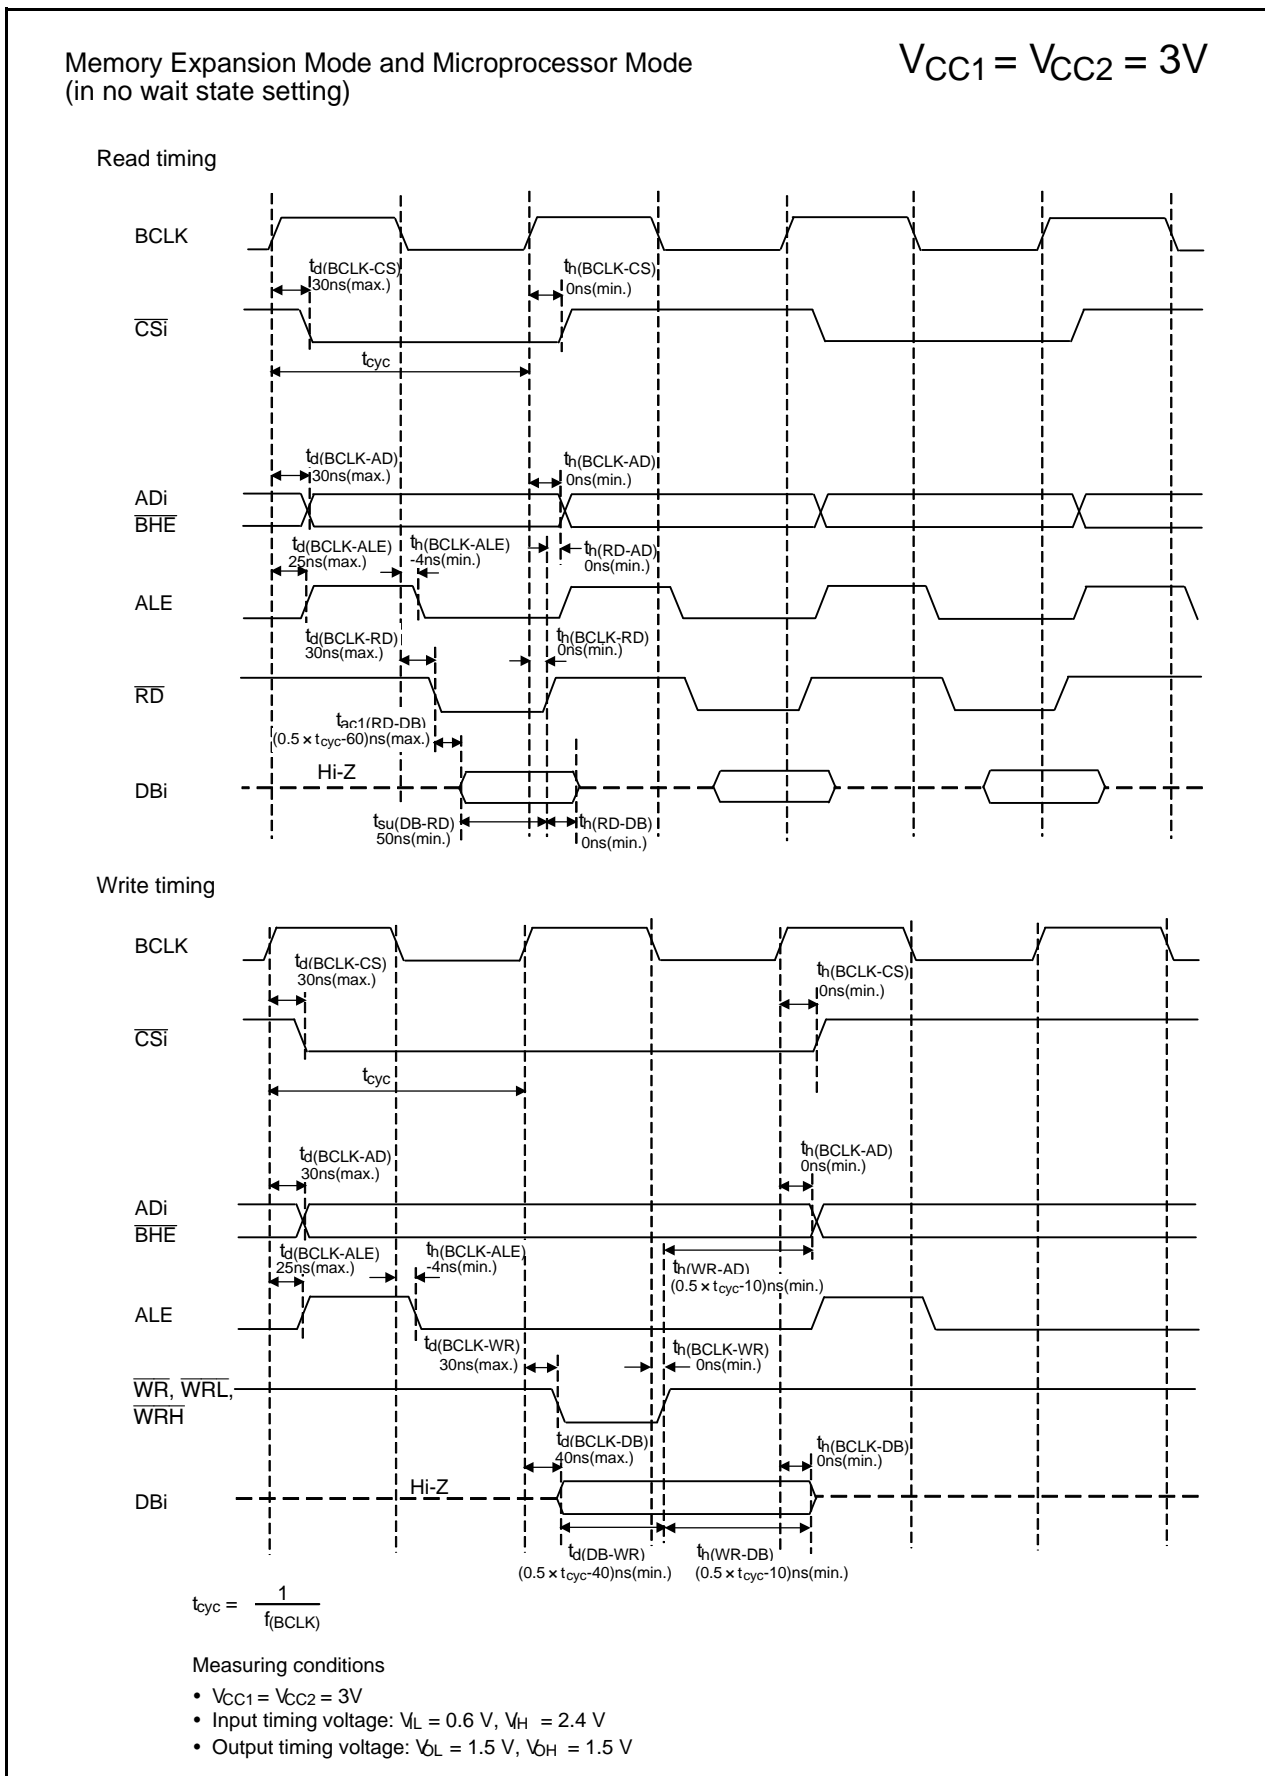 Memory Expansion Mode and Microprocessor Mode
(in no wait state setting)
VCC1 = VCC2 = 3V
Read timing
BCLK
td(BCLK-CS)
30ns(max.)
th(BCLK-CS)
0ns(min.)
CSi
tcyc
td(BCLK-AD)
30ns(max.)
th(BCLK-AD)
0ns(min.)
ADi
BHE
td(BCLK-ALE)
25ns(max.)
th(BCLK-ALE)
-4ns(min.)
th(RD-AD)
0ns(min.)
ALE
td(BCLK-RD)
30ns(max.)
th(BCLK-RD)
0ns(min.)
RD
tac1(RD-DB)
(0.5 × tcyc-60)ns(max.)
Hi-Z
DBi
tsu(DB-RD)
50ns(min.)
th(RD-DB)
0ns(min.)
Write timing
BCLK
td(BCLK-CS)
30ns(max.)
th(BCLK-CS)
0ns(min.)
CSi
tcyc
td(BCLK-AD)
30ns(max.)
th(BCLK-AD)
0ns(min.)
ADi
BHE
td(BCLK-ALE)
25ns(max.)
th(BCLK-ALE)
-4ns(min.)
th(WR-AD)
(0.5 × tcyc-10)ns(min.)
ALE
td(BCLK-WR)
30ns(max.)
th(BCLK-WR)
0ns(min.)
WR, WRL,
WRH
td(BCLK-DB)
40ns(max.)
th(BCLK-DB)
0ns(min.)
Hi-Z
DBi
td(DB-WR)
(0.5 × tcyc-40)ns(min.)
th(WR-DB)
(0.5 × tcyc-10)ns(min.)
tcyc = 1
f(BCLK)
Measuring conditions
• VCC1 = VCC2 = 3V
• Input timing voltage: VIL = 0.6 V, VIH = 2.4 V
• Output timing voltage: VOL = 1.5 V, VOH = 1.5 V